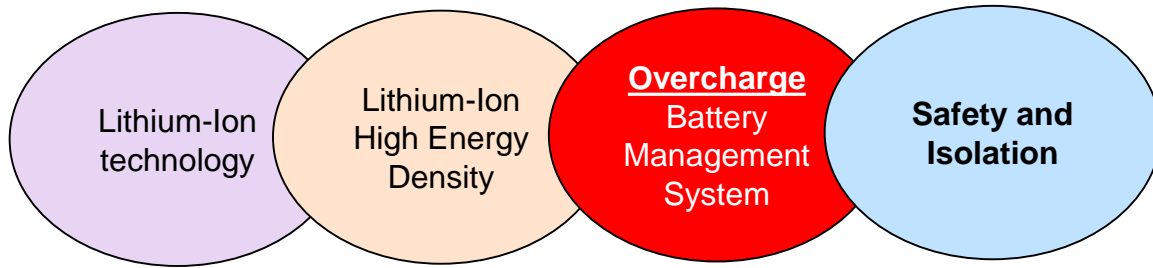 Lithium-Ion
technology
Lithium-Ion
High Energy
Density
Overcharge
Battery
Management
System
Safety and
Isolation